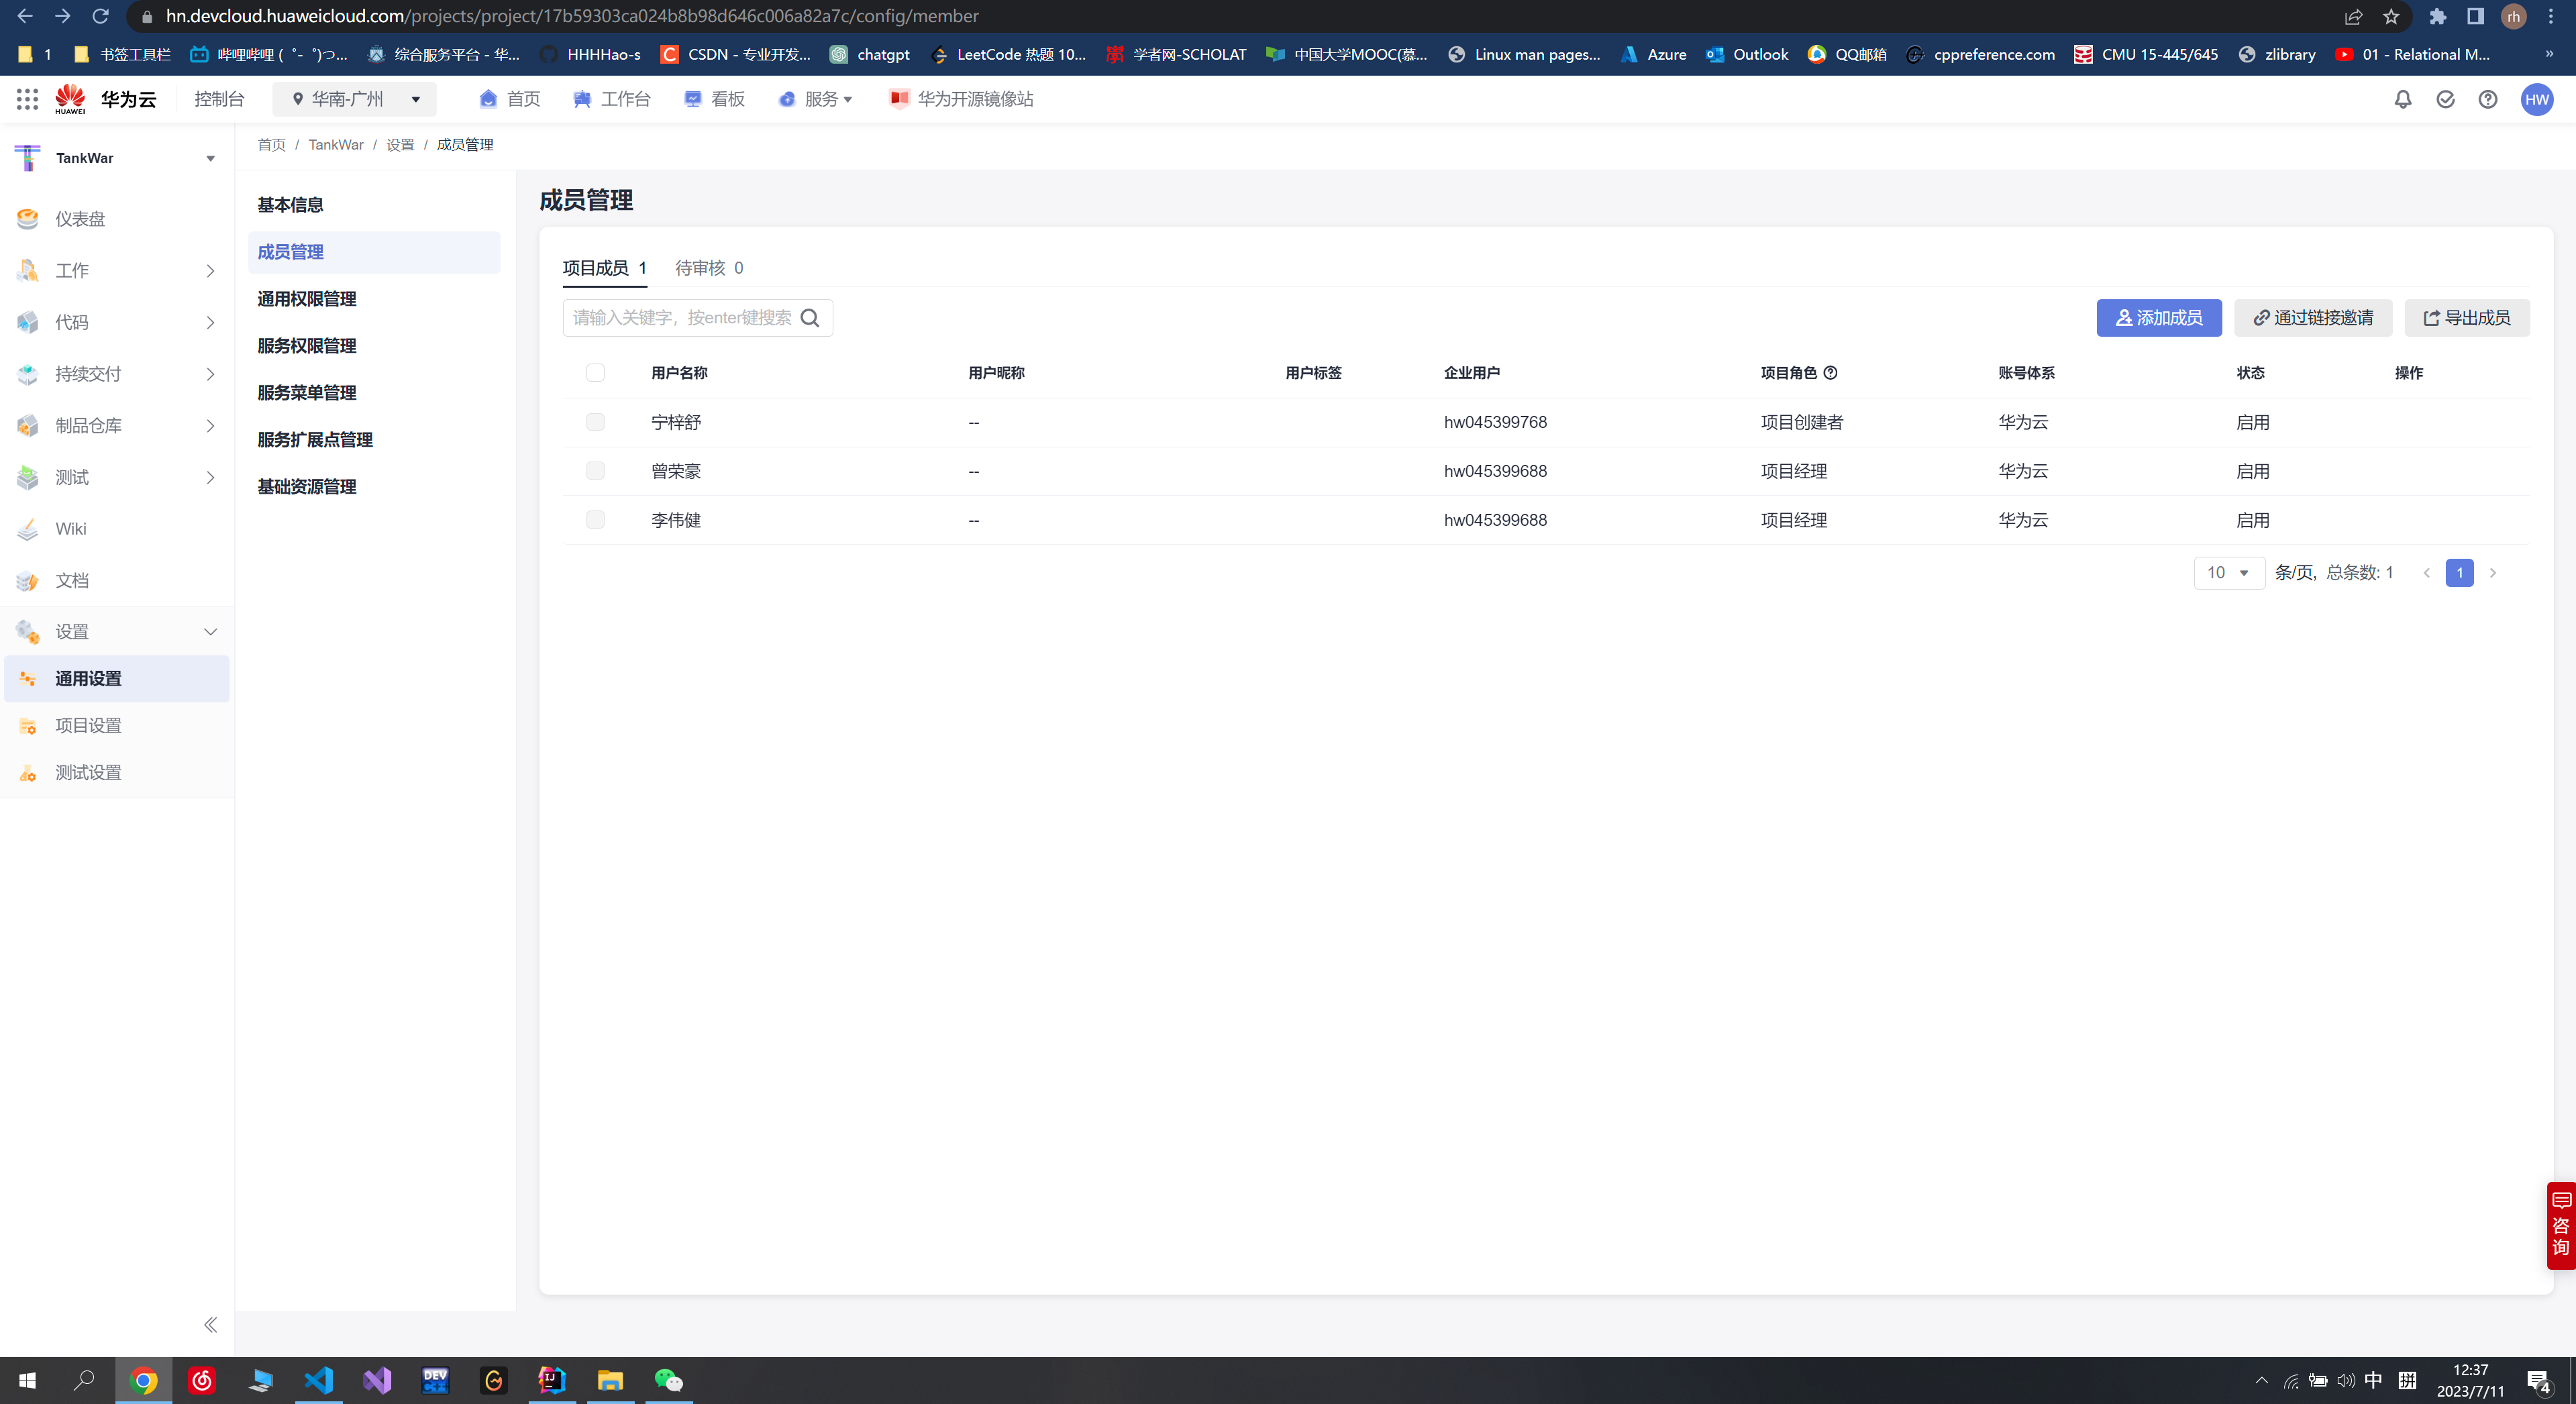 hn.devcloud.huaweicloud.com/projects/project/17b59303ca024b8b98d646c006a82a7c/config/member
rh
1 书签工具栏 哔哩哔哩 (゜-゜)つ... 综合服务平台 - 华... HHHHao-s CSDN - 专业开发... chatgpt LeetCode 热题 10... 学者网-SCHOLAT 中国大学MOOC(慕... Linux man pages... Azure Outlook QQ邮箱 cppreference.com CMU 15-445/645 zlibrary 01 - Relational M... »
HUAWEI 华为云 控制台 华南-广州 首页 工作台 看板 服务 华为开源镜像站 HW
TankWar
仪表盘
工作
代码
持续交付
制品仓库
测试
Wiki
文档
设置
通用设置
项目设置
测试设置
首页 / TankWar / 设置 / 成员管理
基本信息
成员管理
通用权限管理
服务权限管理
服务菜单管理
服务扩展点管理
基础资源管理
成员管理
项目成员 1 待审核 0
请输入关键字，按enter键搜索 添加成员 通过链接邀请 导出成员
用户名称 用户昵称 用户标签 企业用户 项目角色 账号体系 状态 操作
宁梓舒 -- hw045399768 项目创建者 华为云 启用
曾荣豪 -- hw045399688 项目经理 华为云 启用
李伟健 -- hw045399688 项目经理 华为云 启用
10 条/页, 总条数: 1 1
咨询
DEV C++
IJ
中 拼 12:37
2023/7/11
4